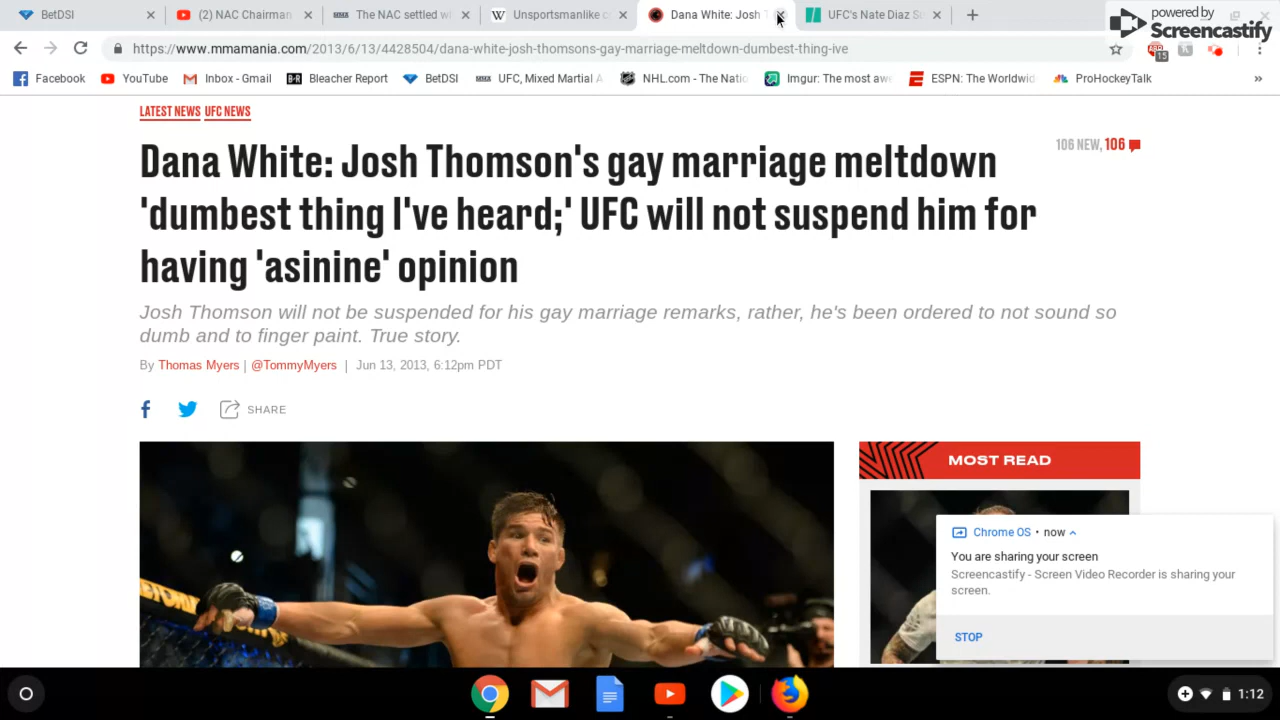 BetDSI
(2) NAC Chairman
The NAC settled wi
Unsportsmanlike c
Dana White: Josh T
UFC's Nate Diaz Su
powered by
Screencastify
https://www.mmamania.com/2013/6/13/4428504/dana-white-josh-thomsons-gay-marriage-meltdown-dumbest-thing-ive
15
Facebook
YouTube
Inbox - Gmail
B-R Bleacher Report
BetDSI
UFC, Mixed Martial A
NHL.com - The Natio
Imgur: The most awe
ESPN: The Worldwid
ProHockeyTalk
LATEST NEWS UFC NEWS
Dana White: Josh Thomson's gay marriage meltdown
'dumbest thing I've heard;' UFC will not suspend him for
having 'asinine' opinion
106 NEW, 106
Josh Thomson will not be suspended for his gay marriage remarks, rather, he's been ordered to not sound so
dumb and to finger paint. True story.
By Thomas Myers | @TommyMyers | Jun 13, 2013, 6:12pm PDT
SHARE
MOST READ
Chrome OS • now
You are sharing your screen
Screencastify - Screen Video Recorder is sharing your
screen.
STOP
1:12